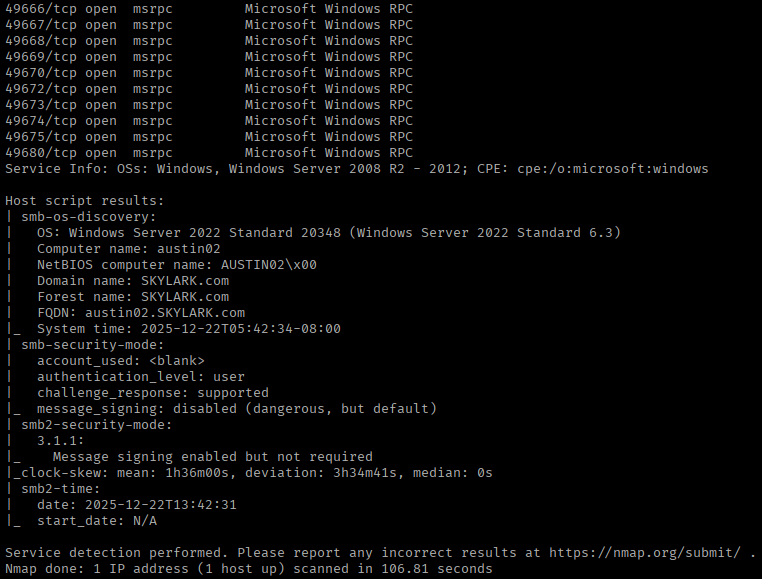 49666/tcp open  msrpc         Microsoft Windows RPC
49667/tcp open  msrpc         Microsoft Windows RPC
49668/tcp open  msrpc         Microsoft Windows RPC
49669/tcp open  msrpc         Microsoft Windows RPC
49670/tcp open  msrpc         Microsoft Windows RPC
49672/tcp open  msrpc         Microsoft Windows RPC
49673/tcp open  msrpc         Microsoft Windows RPC
49674/tcp open  msrpc         Microsoft Windows RPC
49675/tcp open  msrpc         Microsoft Windows RPC
49680/tcp open  msrpc         Microsoft Windows RPC
Service Info: OSs: Windows, Windows Server 2008 R2 - 2012; CPE: cpe:/o:microsoft:windows

Host script results:
| smb-os-discovery:
|   OS: Windows Server 2022 Standard 20348 (Windows Server 2022 Standard 6.3)
|   Computer name: austin02
|   NetBIOS computer name: AUSTIN02\x00
|   Domain name: SKYLARK.com
|   Forest name: SKYLARK.com
|   FQDN: austin02.SKYLARK.com
|_  System time: 2025-12-22T05:42:34-08:00
| smb-security-mode:
|   account_used: <blank>
|   authentication_level: user
|   challenge_response: supported
|_  message_signing: disabled (dangerous, but default)
| smb2-security-mode:
|   3.1.1:
|_    Message signing enabled but not required
|_clock-skew: mean: 1h36m00s, deviation: 3h34m41s, median: 0s
| smb2-time:
|   date: 2025-12-22T13:42:31
|_  start_date: N/A

Service detection performed. Please report any incorrect results at https://nmap.org/submit/ .
Nmap done: 1 IP address (1 host up) scanned in 106.81 seconds